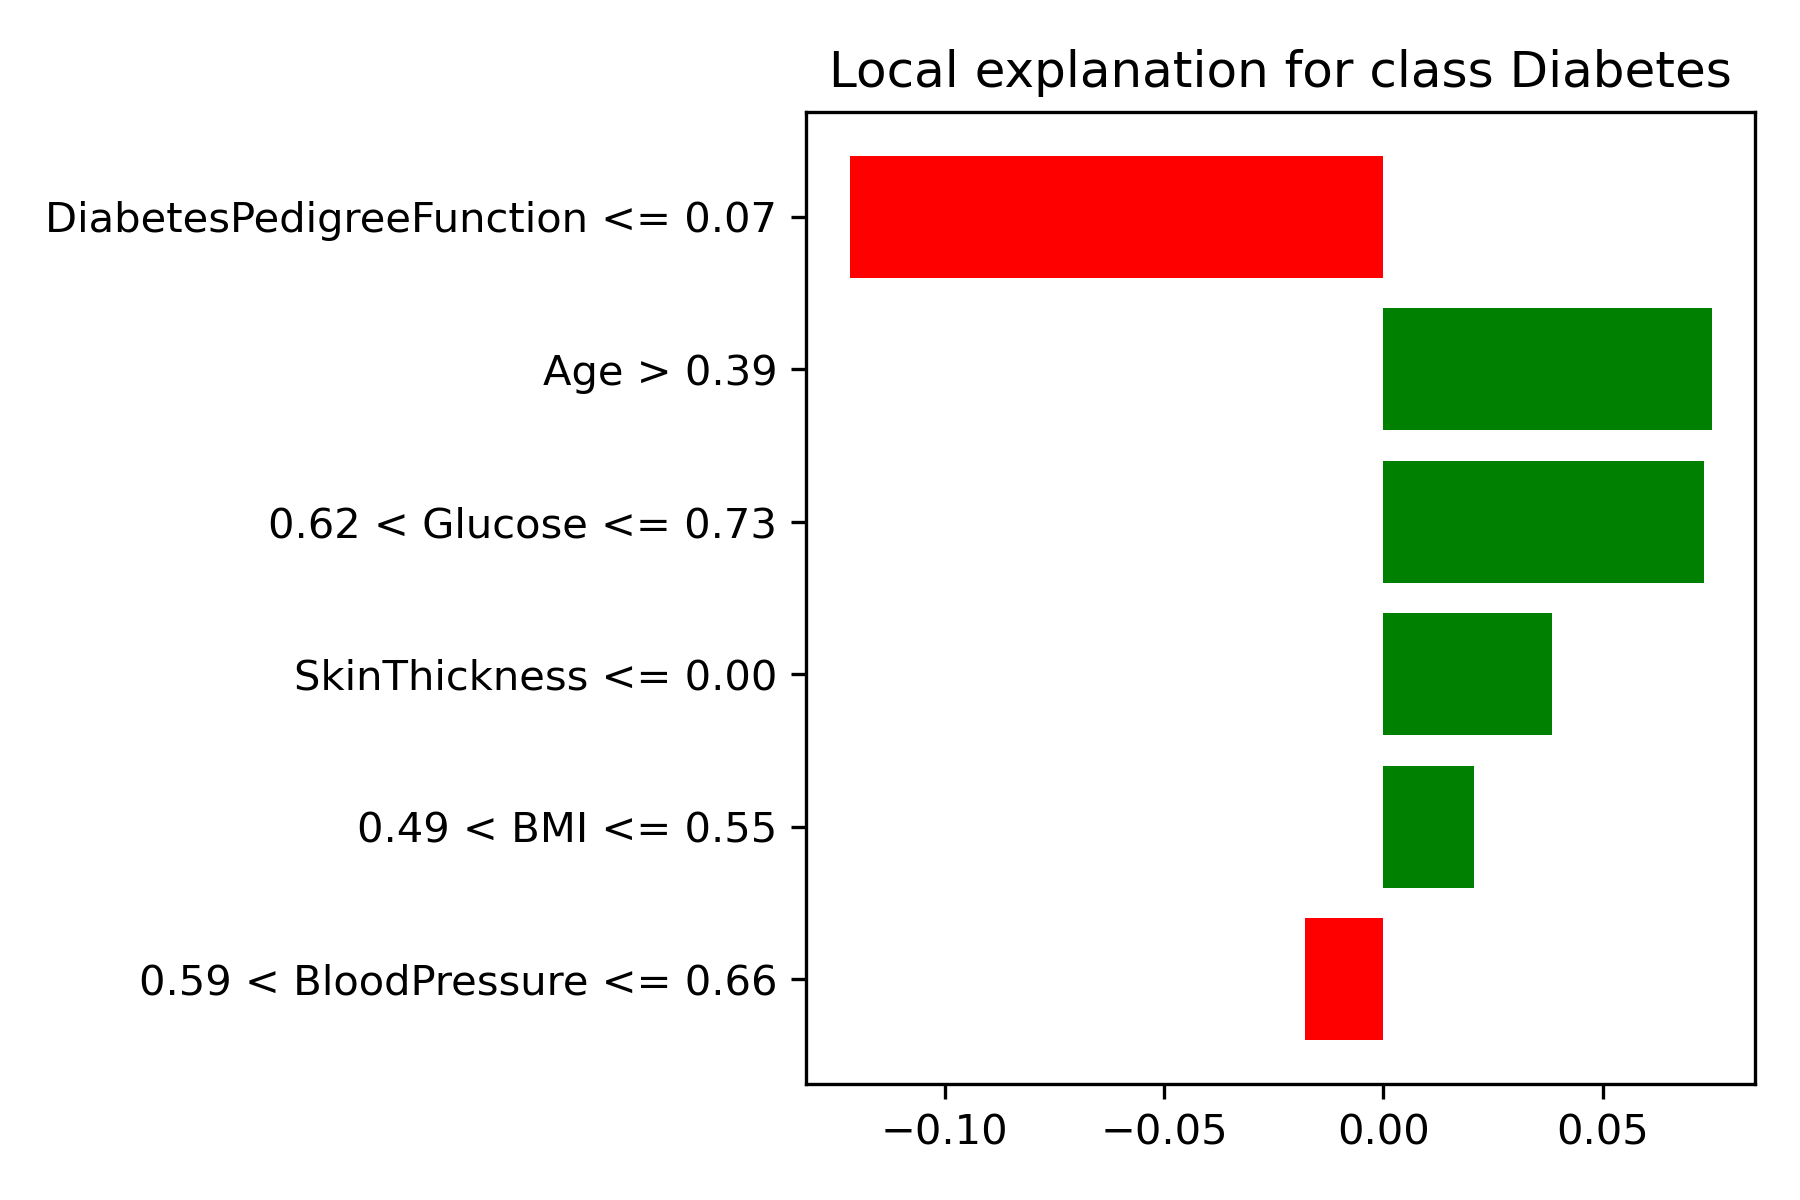 Local explanation for class Diabetes
DiabetesPedigreeFunction <= 0.07
Age > 0.39
0.62 < Glucose <= 0.73
SkinThickness <= 0.00
0.49 < BMI <= 0.55
0.59 < BloodPressure <= 0.66
−0.10 −0.05 0.00 0.05